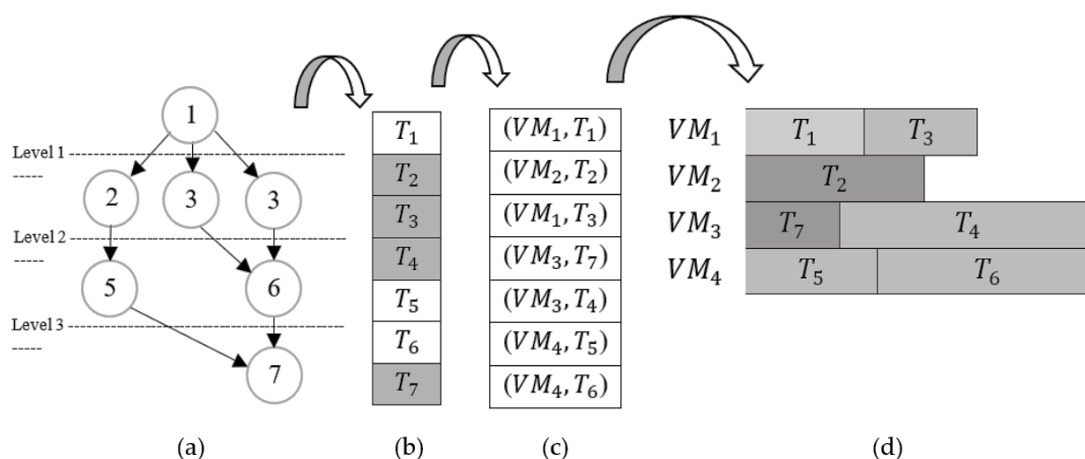 1
Level 1
2 3 3
Level 2
5 6
Level 3
7
T₁
T₂
T₃
T₄
T₅
T₆
T₇
(VM₁, T₁)
(VM₂, T₂)
(VM₁, T₃)
(VM₃, T₇)
(VM₃, T₄)
(VM₄, T₅)
(VM₄, T₆)
VM₁ T₁ T₃
VM₂ T₂
VM₃ T₇ T₄
VM₄ T₅ T₆
(a) (b) (c) (d)